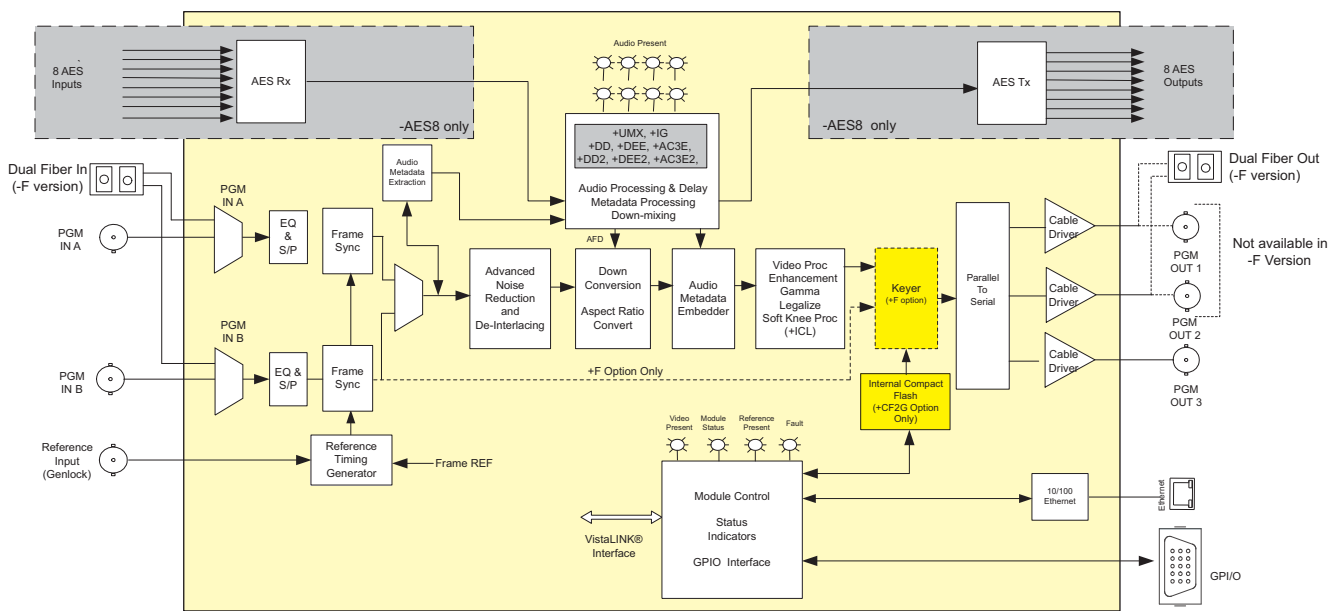 Audio Present
8 AES
Inputs
AES Rx
-AES8 only
AES Tx
8 AES
Outputs
-AES8 only
+UMX, +IG
+DD, +DEE, +AC3E,
+DD2, +DEE2, +AC3E2,
Audio Processing & Delay
Metadata Processing
Down-mixing
Dual Fiber In
(-F version)
Audio
Metadata
Extraction
Dual Fiber Out
(-F version)
PGM
IN A
PGM
IN A
EQ
&
S/P
Frame
Sync
AFD
Advanced
Noise
Reduction
and
De-Interlacing
Down
Conversion
Aspect Ratio
Convert
Audio
Metadata
Embedder
Video Proc
Enhancement
Gamma
Legalize
Soft Knee Proc
(+ICL)
Keyer
(+F option)
Parallel
To
Serial
Cable
Driver
PGM
OUT 1
Not available in
-F Version
Cable
Driver
PGM
OUT 2
Cable
Driver
PGM
OUT 3
PGM
IN B
PGM
IN B
EQ &
S/P
Frame
Sync
+F Option Only
Internal Compact
Flash
(+CF2G Option
Only)
Reference
Input
(Genlock)
Reference
Timing
Generator
Frame REF
Video
Present
Module
Status
Reference
Present
Fault
Module Control
Status
Indicators
GPIO Interface
VistaLINK®
Interface
10/100
Ethernet
Ethernet
GPI/O